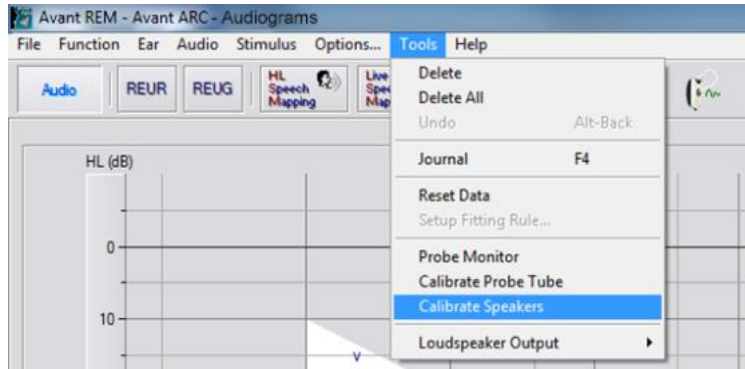 Avant REM - Avant ARC - Audiograms
File Function Ear Audio Stimulus Options... Tools Help
Audio REUR REUG HL Speech Mapping Live
Delete
Delete All
Undo Alt-Back
Journal F4
Reset Data
Setup Fitting Rule...
Probe Monitor
Calibrate Probe Tube
Calibrate Speakers
Loudspeaker Output
HL (dB)
0
10
V